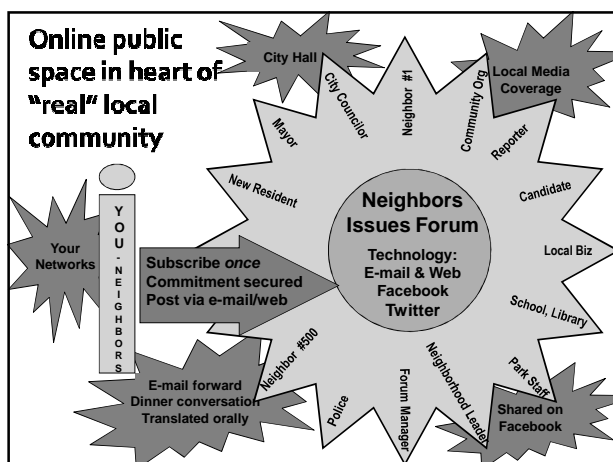 Online public
space in heart of
"real" local
community
City Hall
Local Media
Coverage
Mayor
City Councilor
Neighbor #1
Community Org
Reporter
Candidate
Local Biz
School, Library
Park Staff
Neighborhood Leader
Forum Manager
Police
Neighbor #500
New Resident
YOU-NEIGHBORS
Your
Networks
Subscribe once
Commitment secured
Post via e-mail/web
Neighbors
Issues Forum
Technology:
E-mail & Web
Facebook
Twitter
E-mail forward
Dinner conversation
Translated orally
Shared on
Facebook